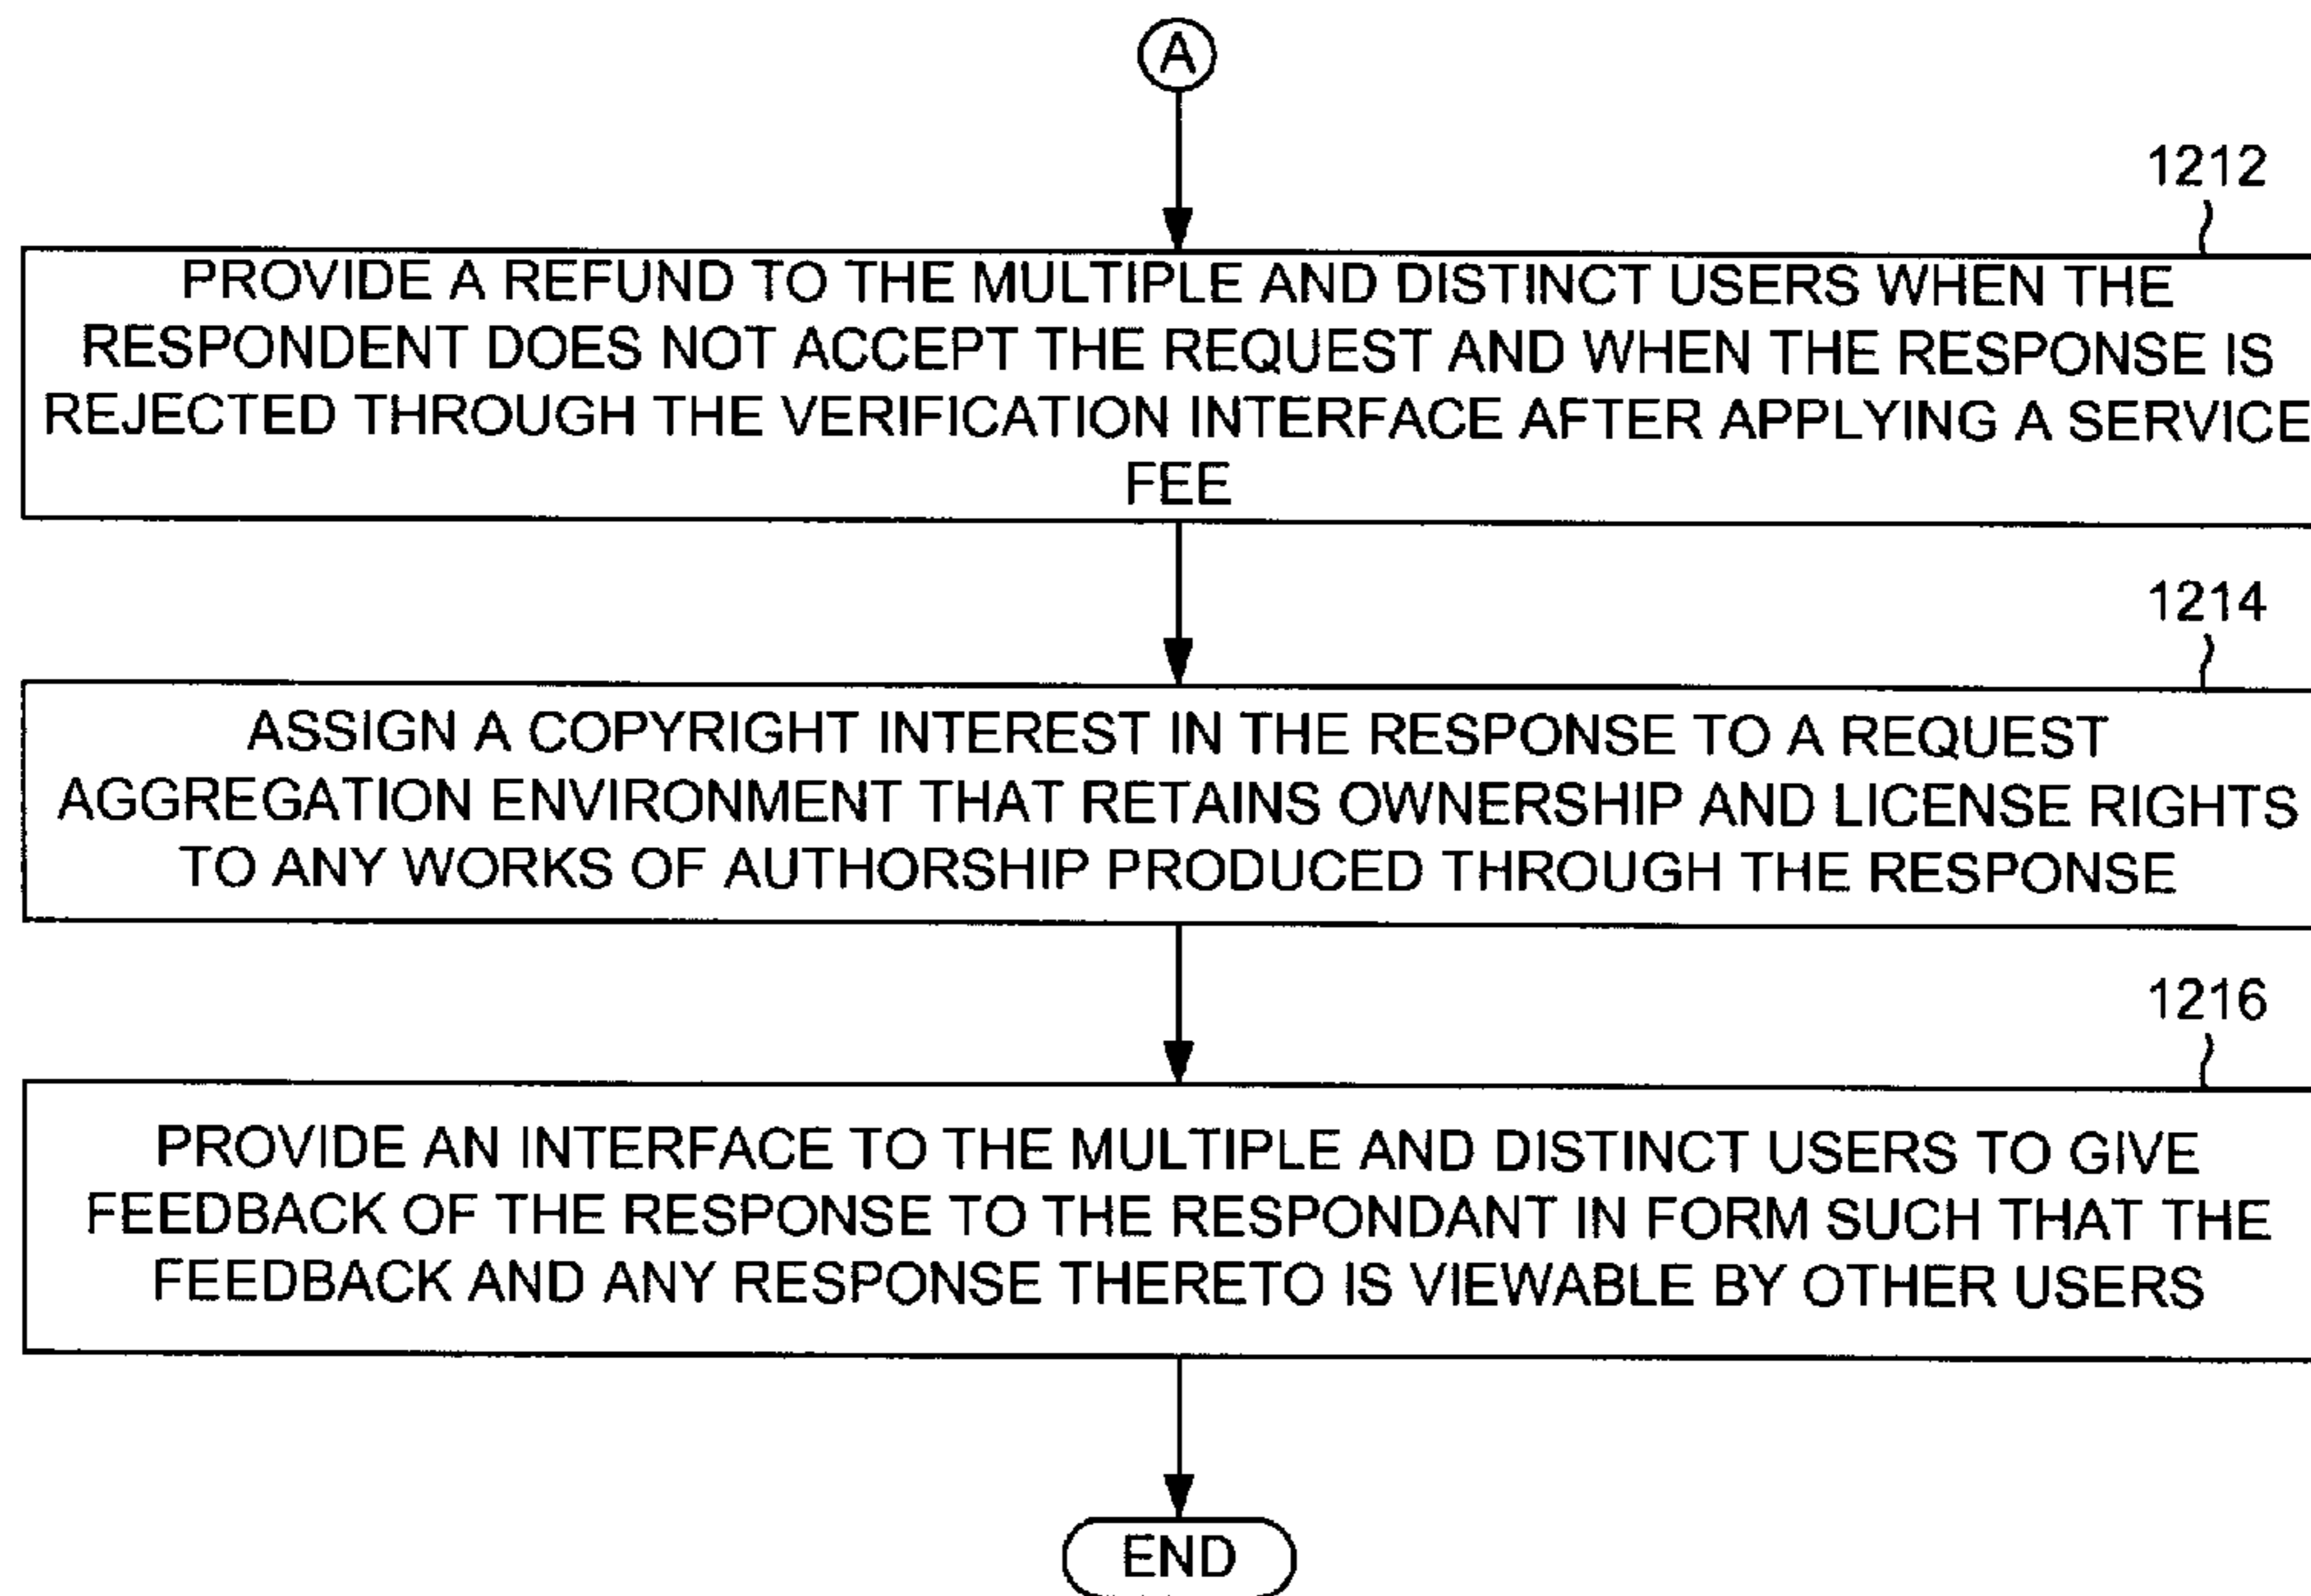 A
1212
PROVIDE A REFUND TO THE MULTIPLE AND DISTINCT USERS WHEN THE
RESPONDENT DOES NOT ACCEPT THE REQUEST AND WHEN THE RESPONSE IS
REJECTED THROUGH THE VERIFICATION INTERFACE AFTER APPLYING A SERVICE
FEE
1214
ASSIGN A COPYRIGHT INTEREST IN THE RESPONSE TO A REQUEST
AGGREGATION ENVIRONMENT THAT RETAINS OWNERSHIP AND LICENSE RIGHTS
TO ANY WORKS OF AUTHORSHIP PRODUCED THROUGH THE RESPONSE
1216
PROVIDE AN INTERFACE TO THE MULTIPLE AND DISTINCT USERS TO GIVE
FEEDBACK OF THE RESPONSE TO THE RESPONDANT IN FORM SUCH THAT THE
FEEDBACK AND ANY RESPONSE THERETO IS VIEWABLE BY OTHER USERS
END